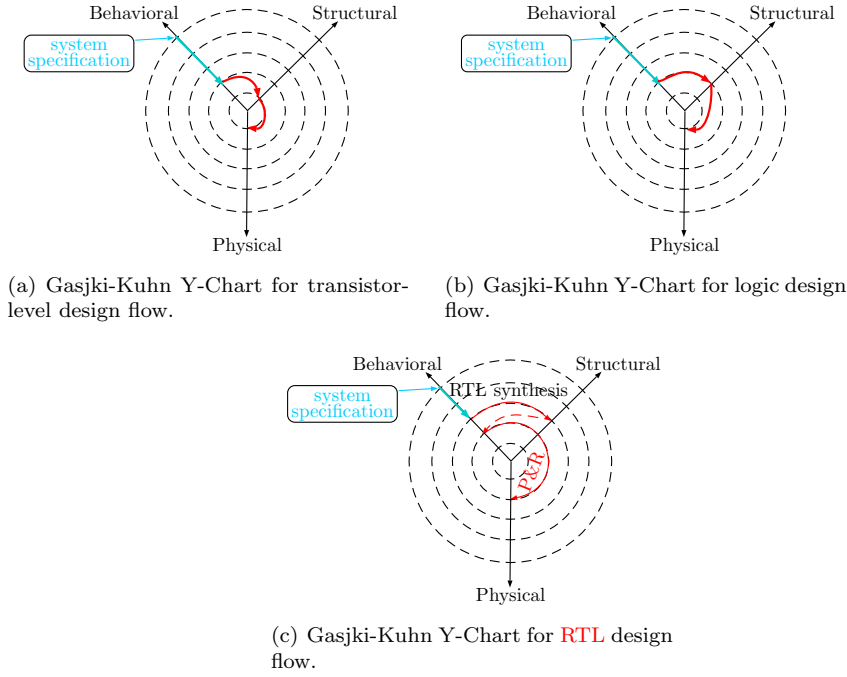 Behavioral
Structural
system
specification
Physical
(a) Gasjki-Kuhn Y-Chart for transistor-
level design flow.
Behavioral
Structural
system
specification
Physical
(b) Gasjki-Kuhn Y-Chart for logic design
flow.
Behavioral
Structural
RTL synthesis
system
specification
P&R
Physical
(c) Gasjki-Kuhn Y-Chart for RTL design
flow.